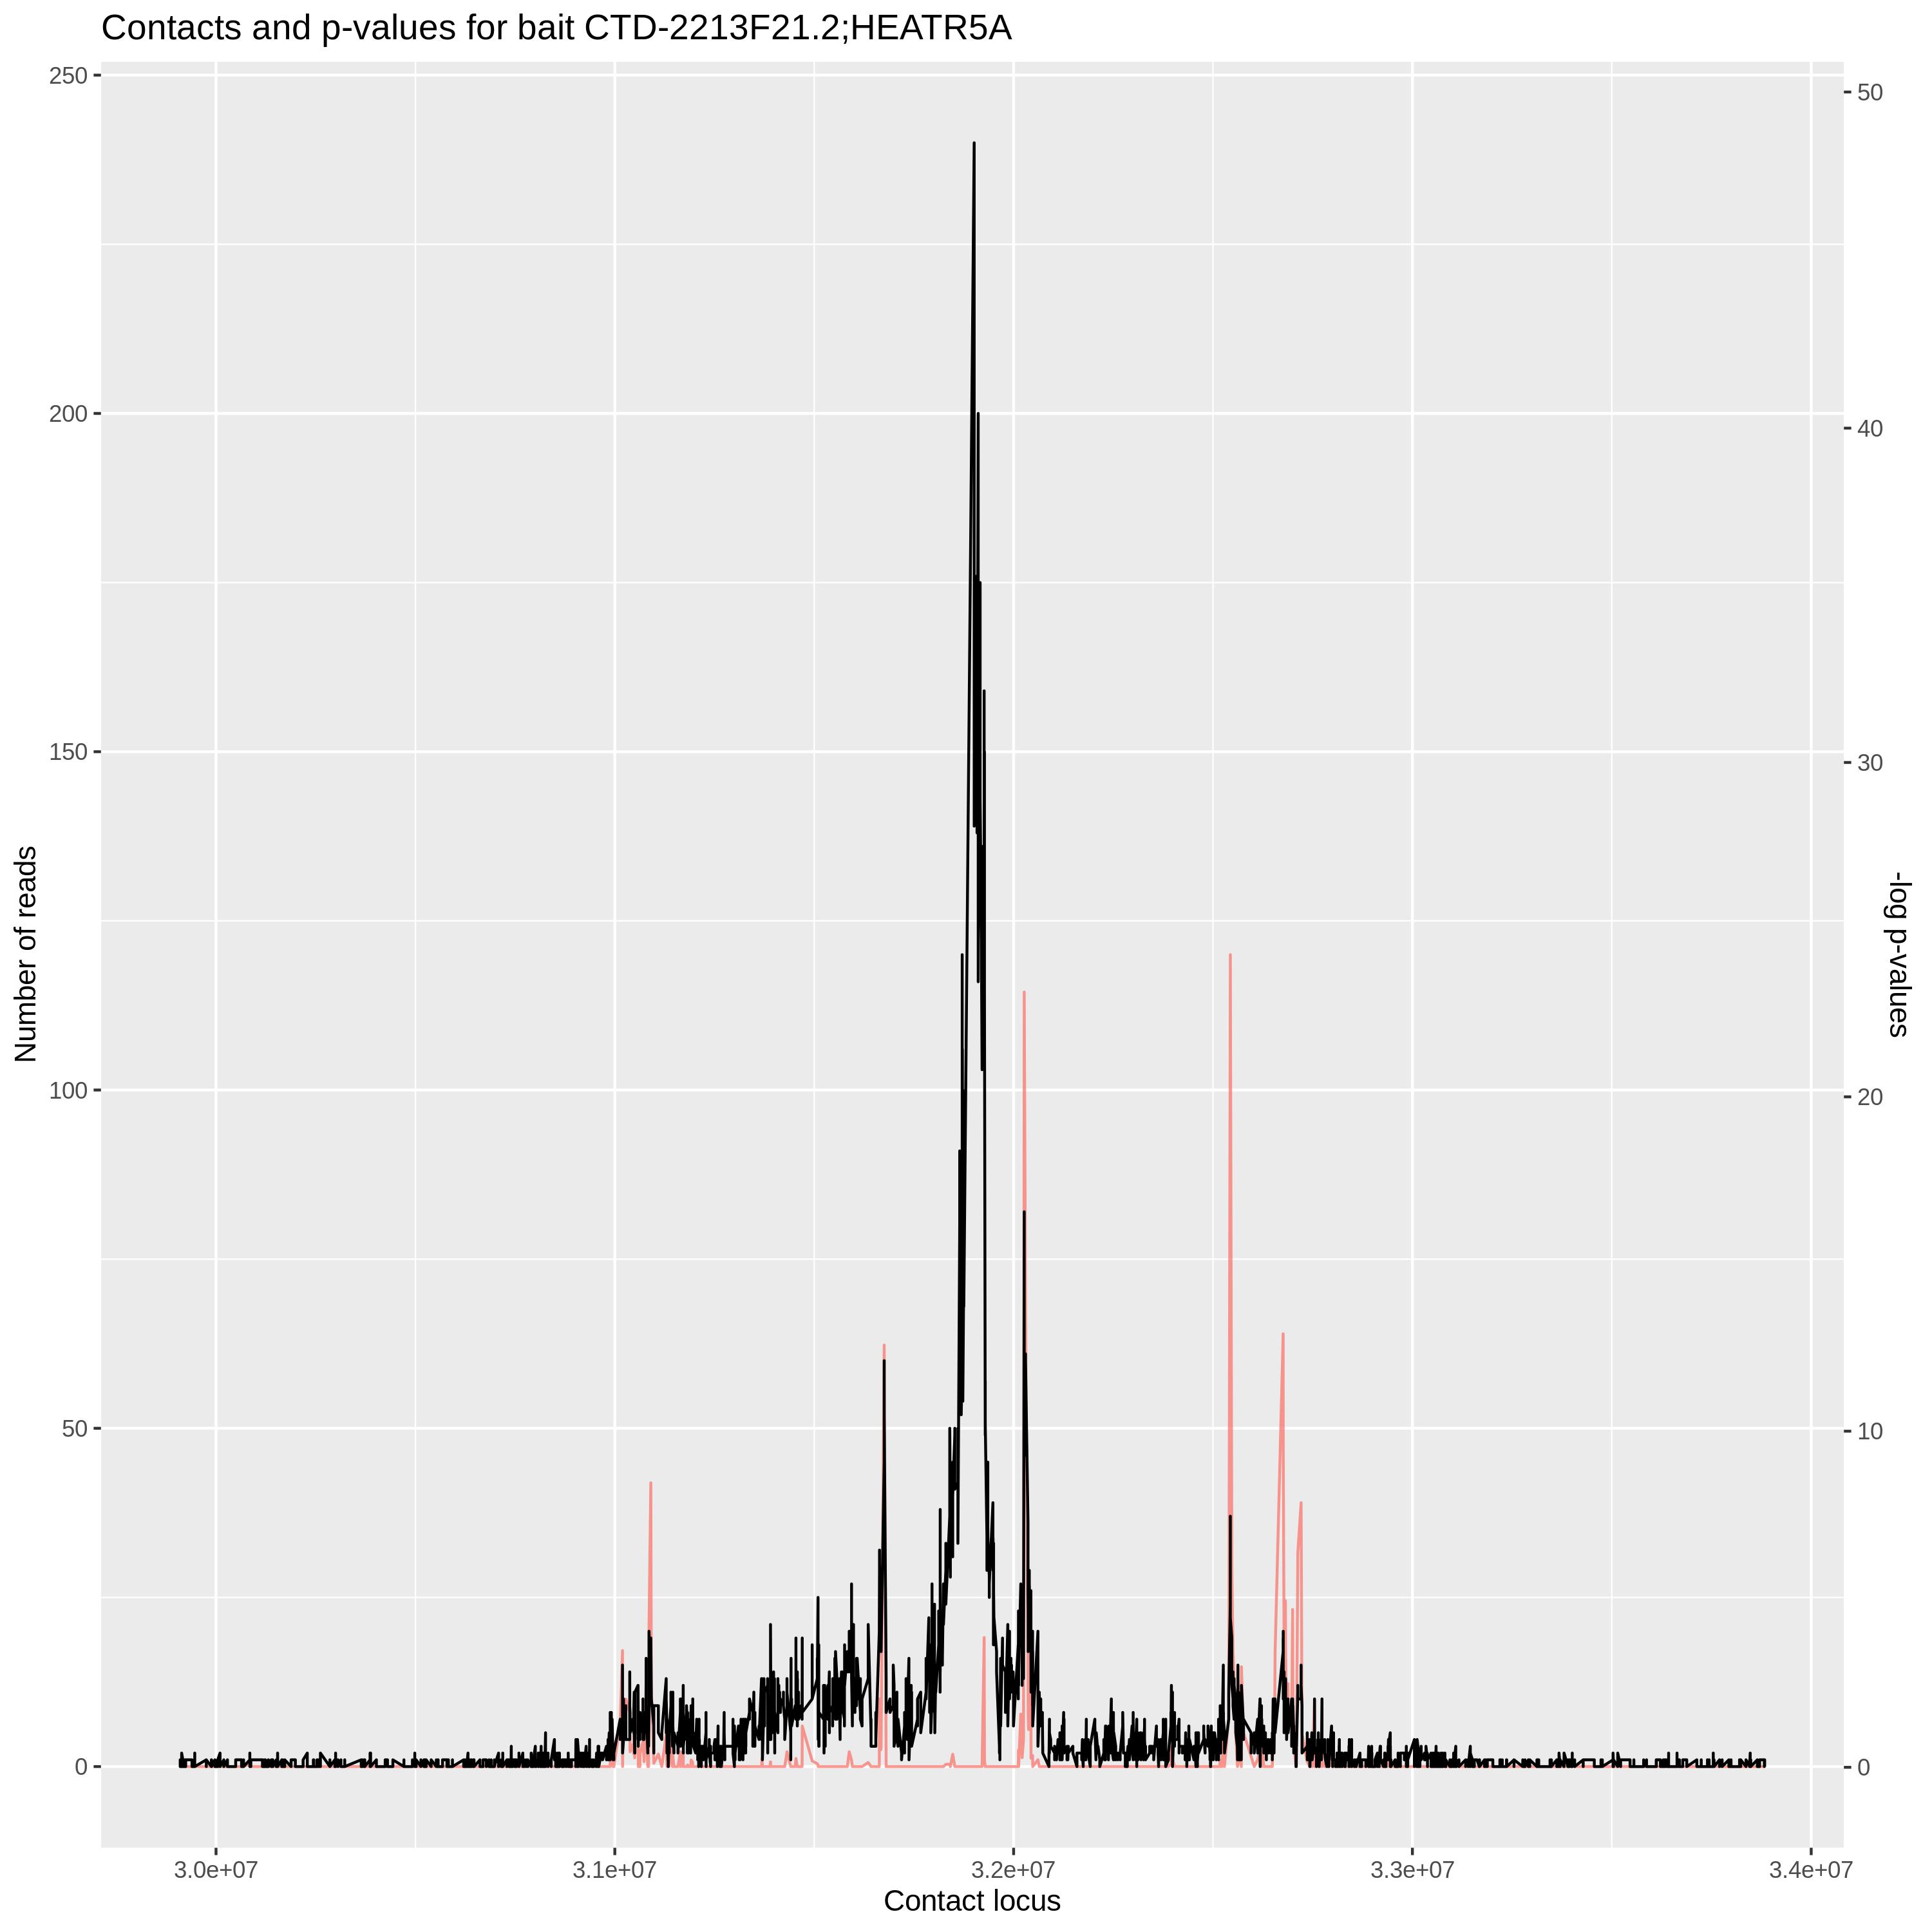 Contacts and p-values for bait CTD-2213F21.2;HEATR5A
250
200
150
100
50
0
Number of reads
50
40
30
20
10
0
-log p-values
3.0e+07
3.1e+07
3.2e+07
3.3e+07
3.4e+07
Contact locus